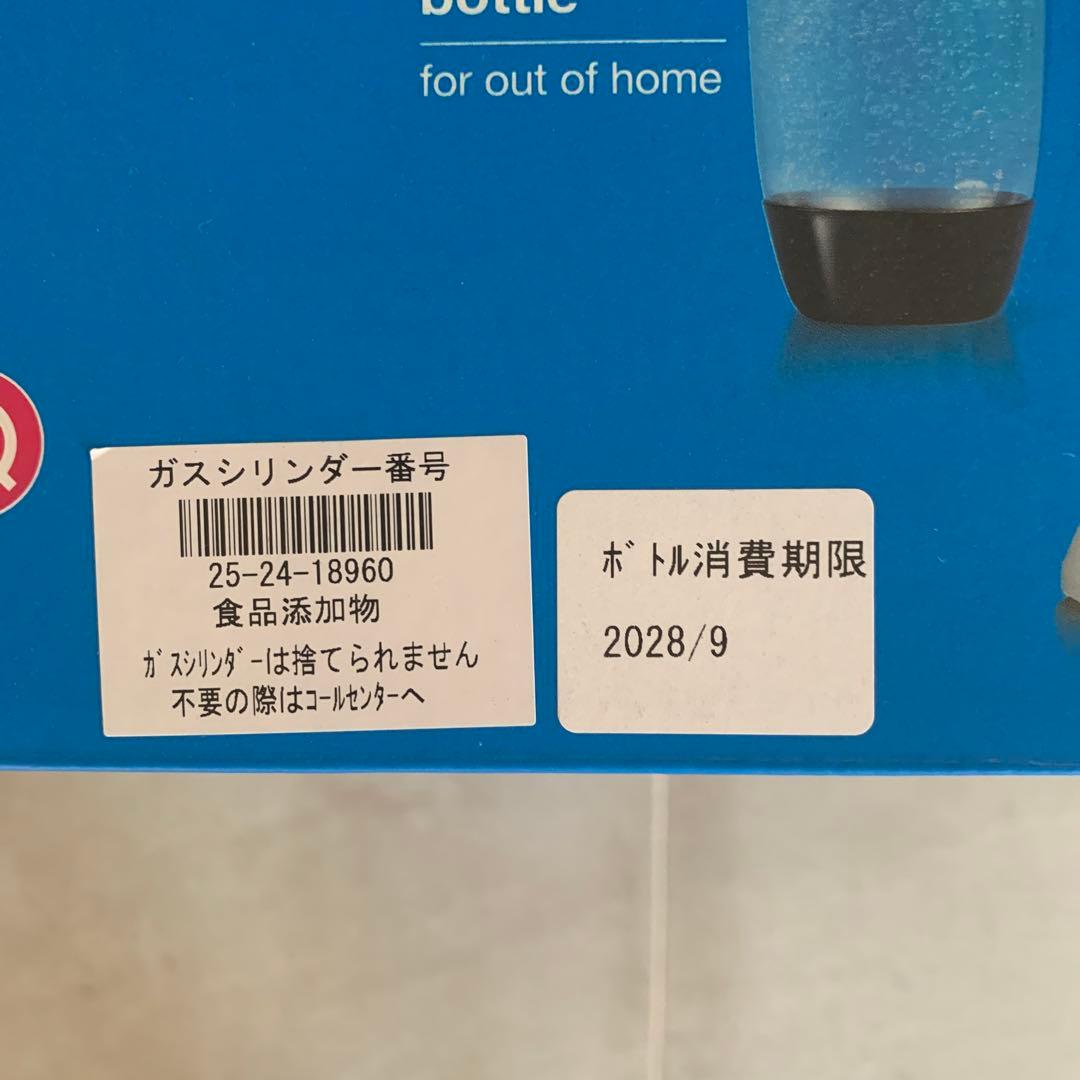 bottle
for out of home
ガスシリンダー番号
25-24-18960
食品添加物
ｶﾞｽｼﾘﾝﾀﾞｰは捨てられません
不要の際はｺｰﾙｾﾝﾀｰへ
ﾎﾞﾄﾙ消費期限
2028/9